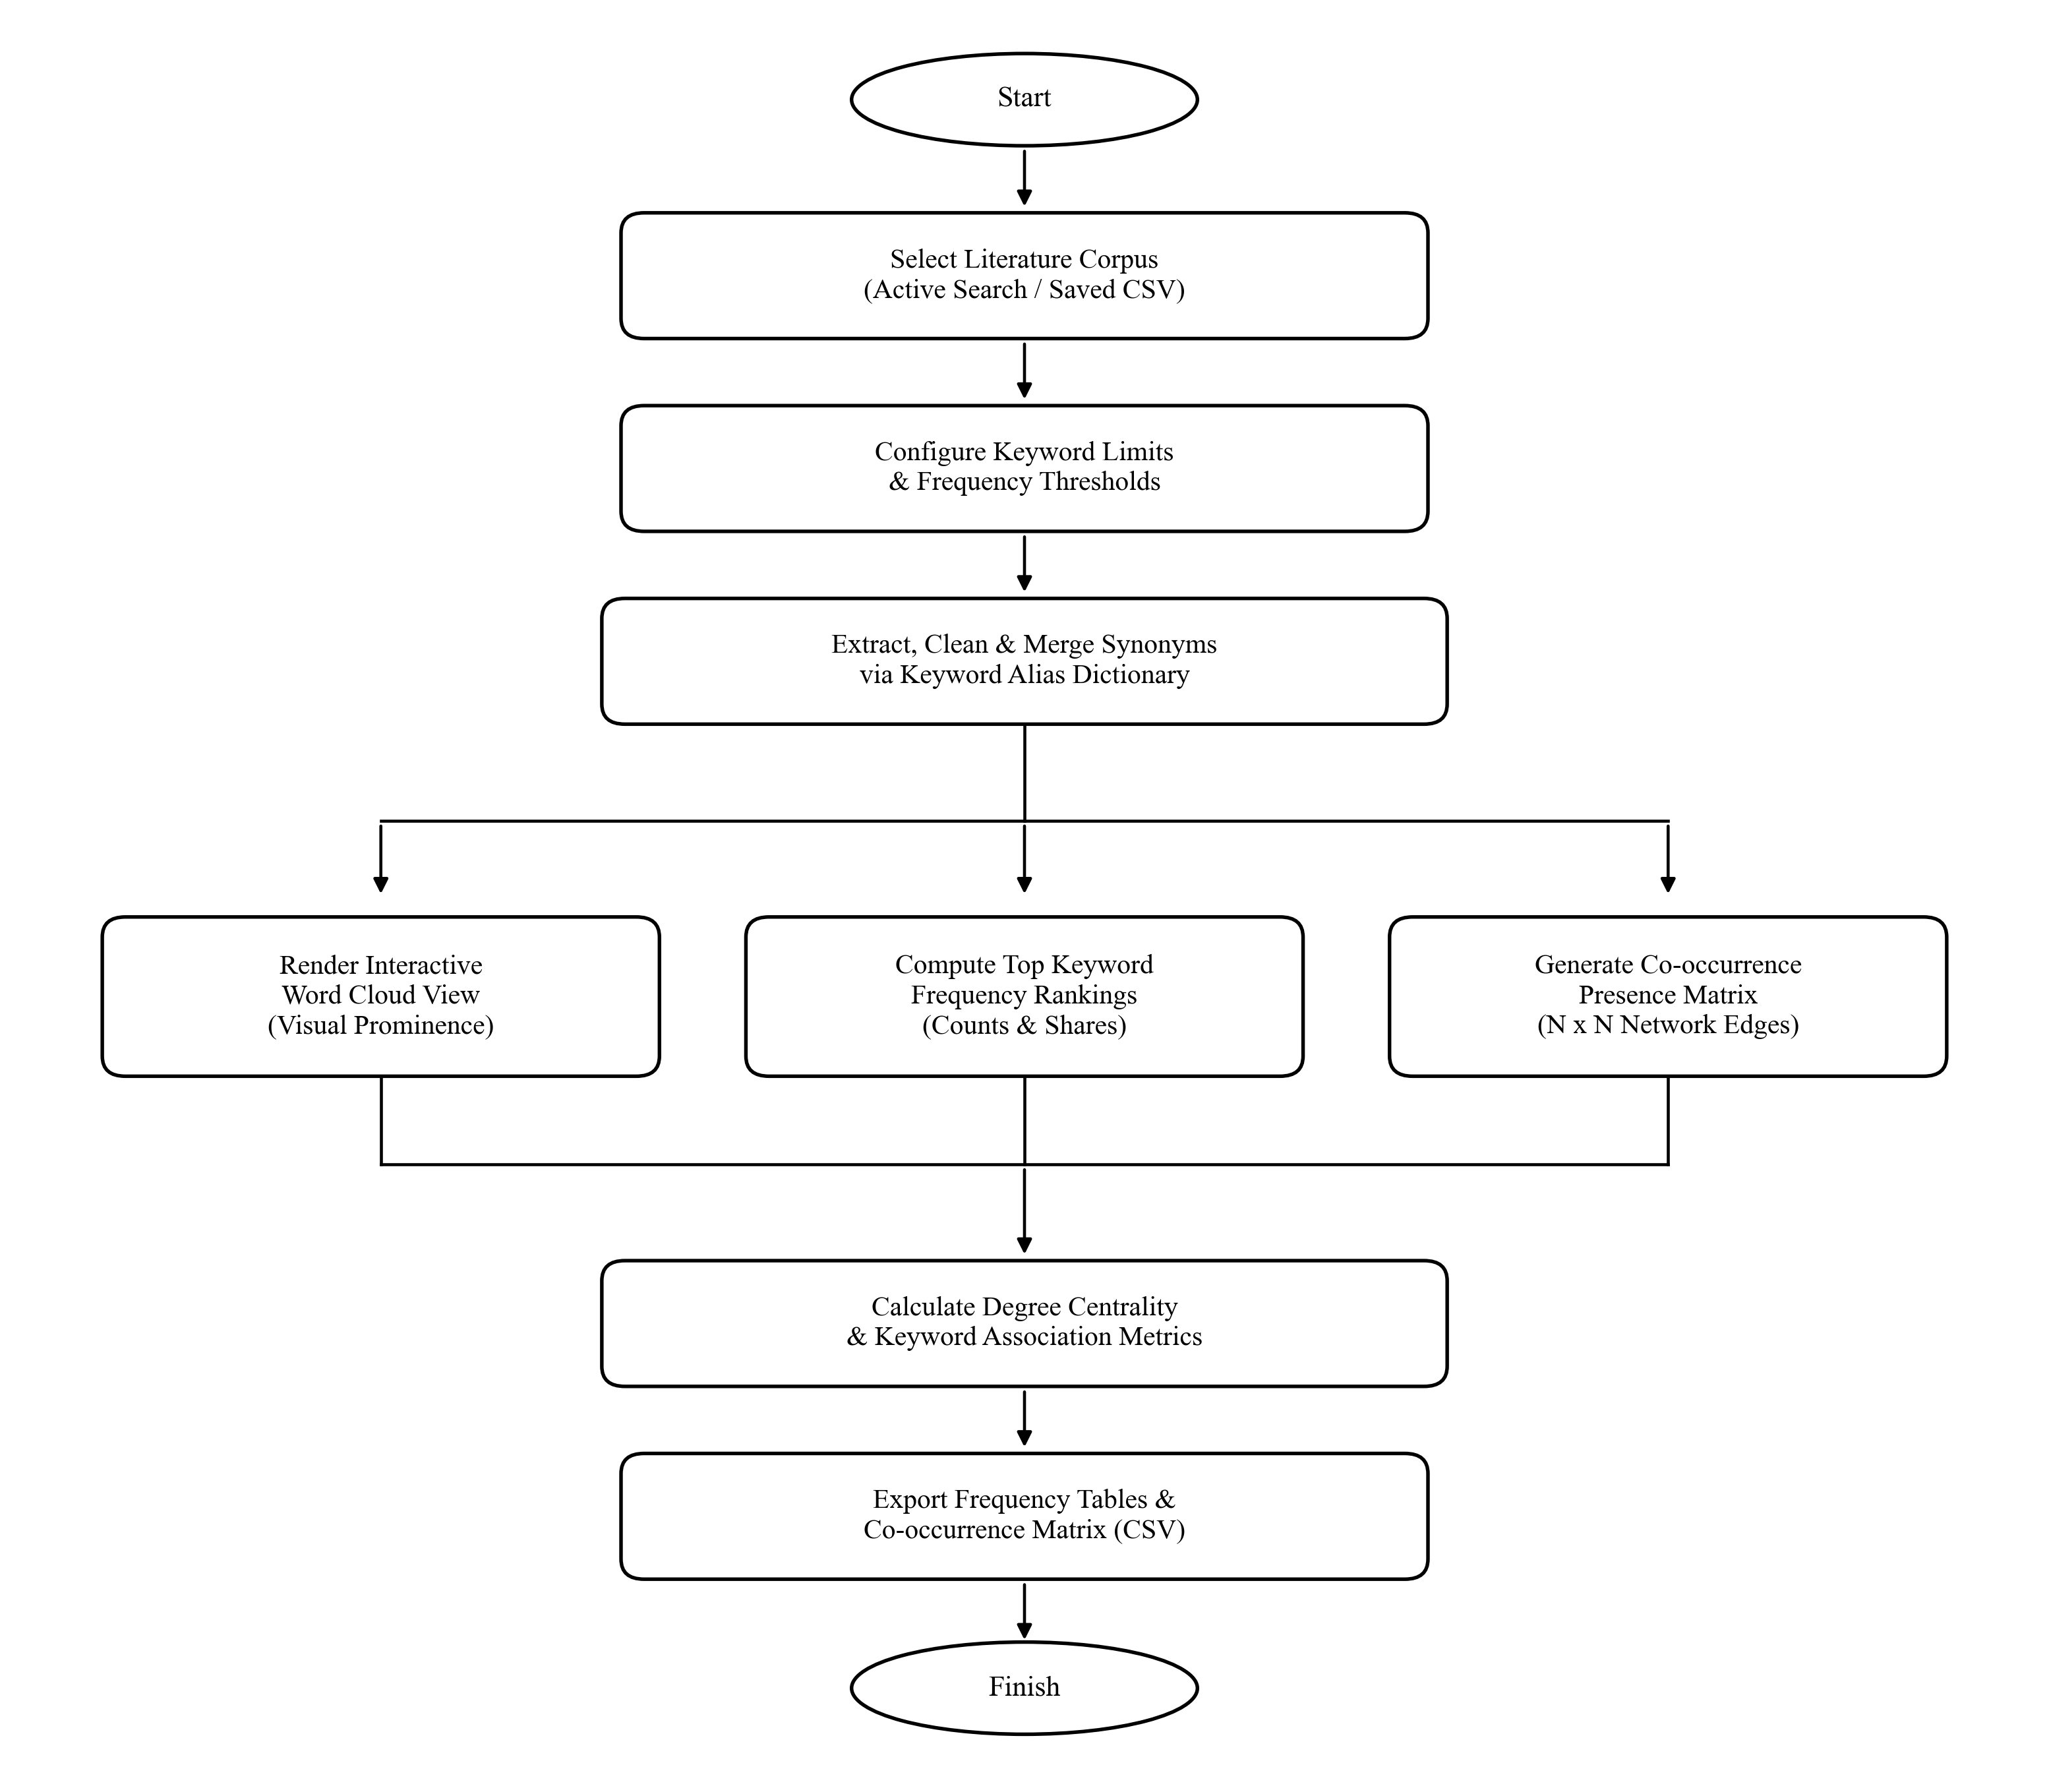 Start
Select Literature Corpus
(Active Search / Saved CSV)
Configure Keyword Limits
& Frequency Thresholds
Extract, Clean & Merge Synonyms
via Keyword Alias Dictionary
Render Interactive
Word Cloud View
(Visual Prominence)
Compute Top Keyword
Frequency Rankings
(Counts & Shares)
Generate Co-occurrence
Presence Matrix
(N x N Network Edges)
Calculate Degree Centrality
& Keyword Association Metrics
Export Frequency Tables &
Co-occurrence Matrix (CSV)
Finish